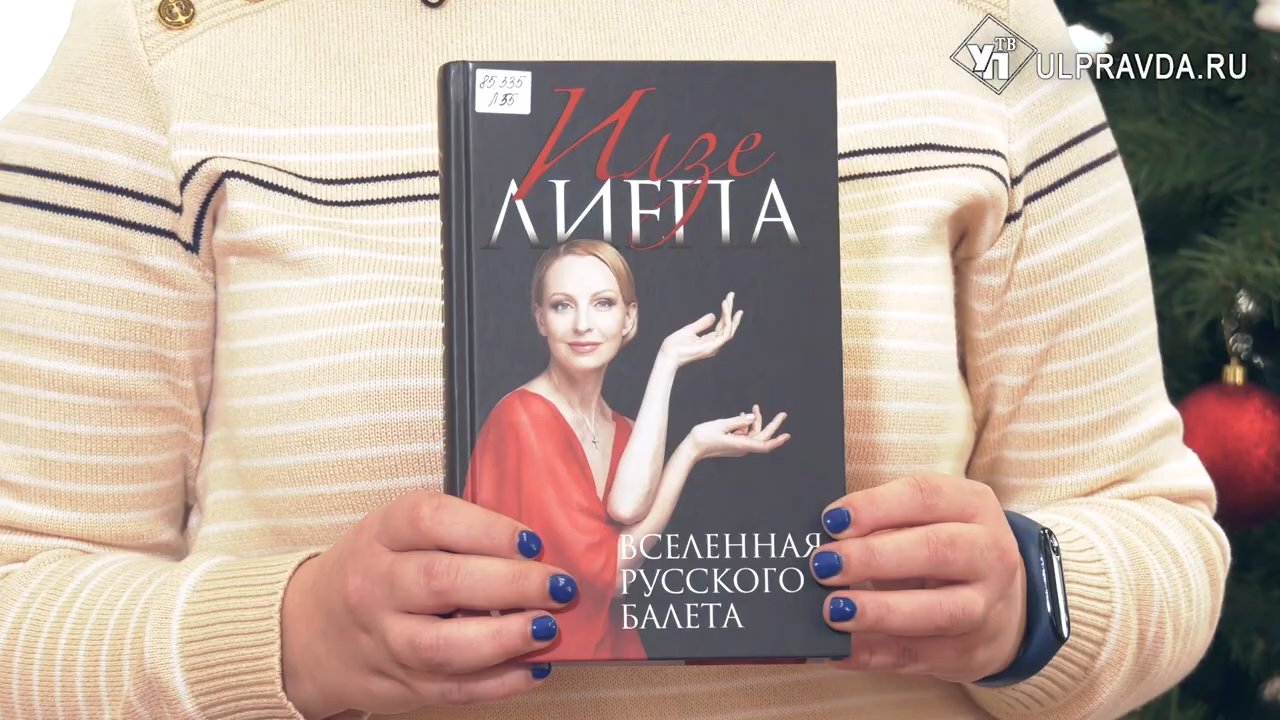 УП ТВ
ULPRAVDA.RU
85.335
Л 55
Илзе
ЛИЕПА
ВСЕЛЕННАЯ
РУССКОГО
БАЛЕТА